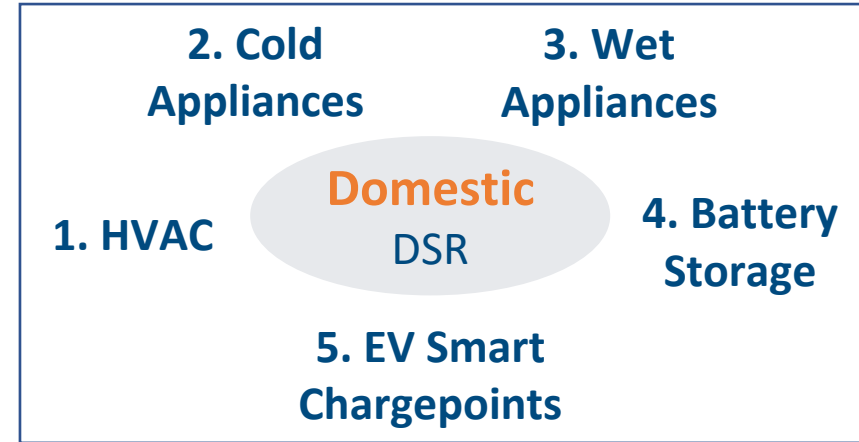 2. Cold
Appliances
3. Wet
Appliances
Domestic
DSR
1. HVAC
4. Battery
Storage
5. EV Smart
Chargepoints